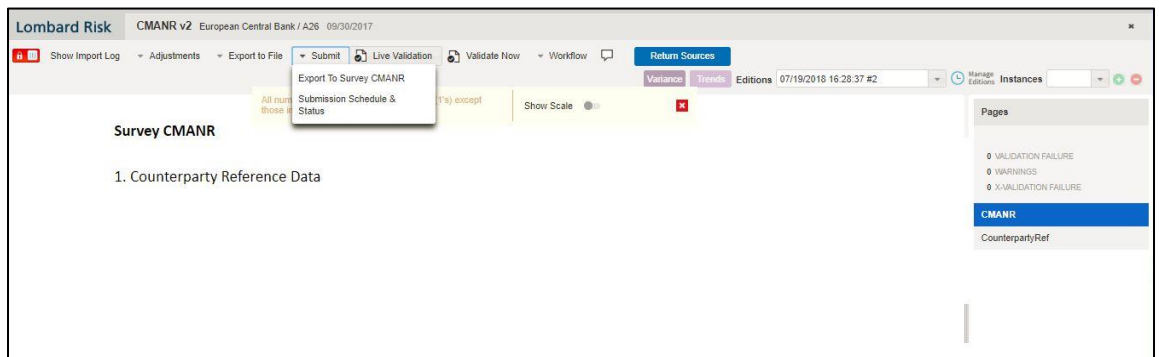 Lombard Risk CMANR v2 European Central Bank / A26 09/30/2017
Show Import Log Adjustments Export to File Submit Live Validation Validate Now Workflow Return Sources
Export To Survey CMANR
Submission Schedule &
Status
Variance Trends Editions 07/19/2018 16:28:37 #2 Manage Editions Instances
All num (1's) except
those i
Show Scale
Survey CMANR
1. Counterparty Reference Data
Pages
0 VALIDATION FAILURE
0 WARNINGS
0 X-VALIDATION FAILURE
CMANR
CounterpartyRef